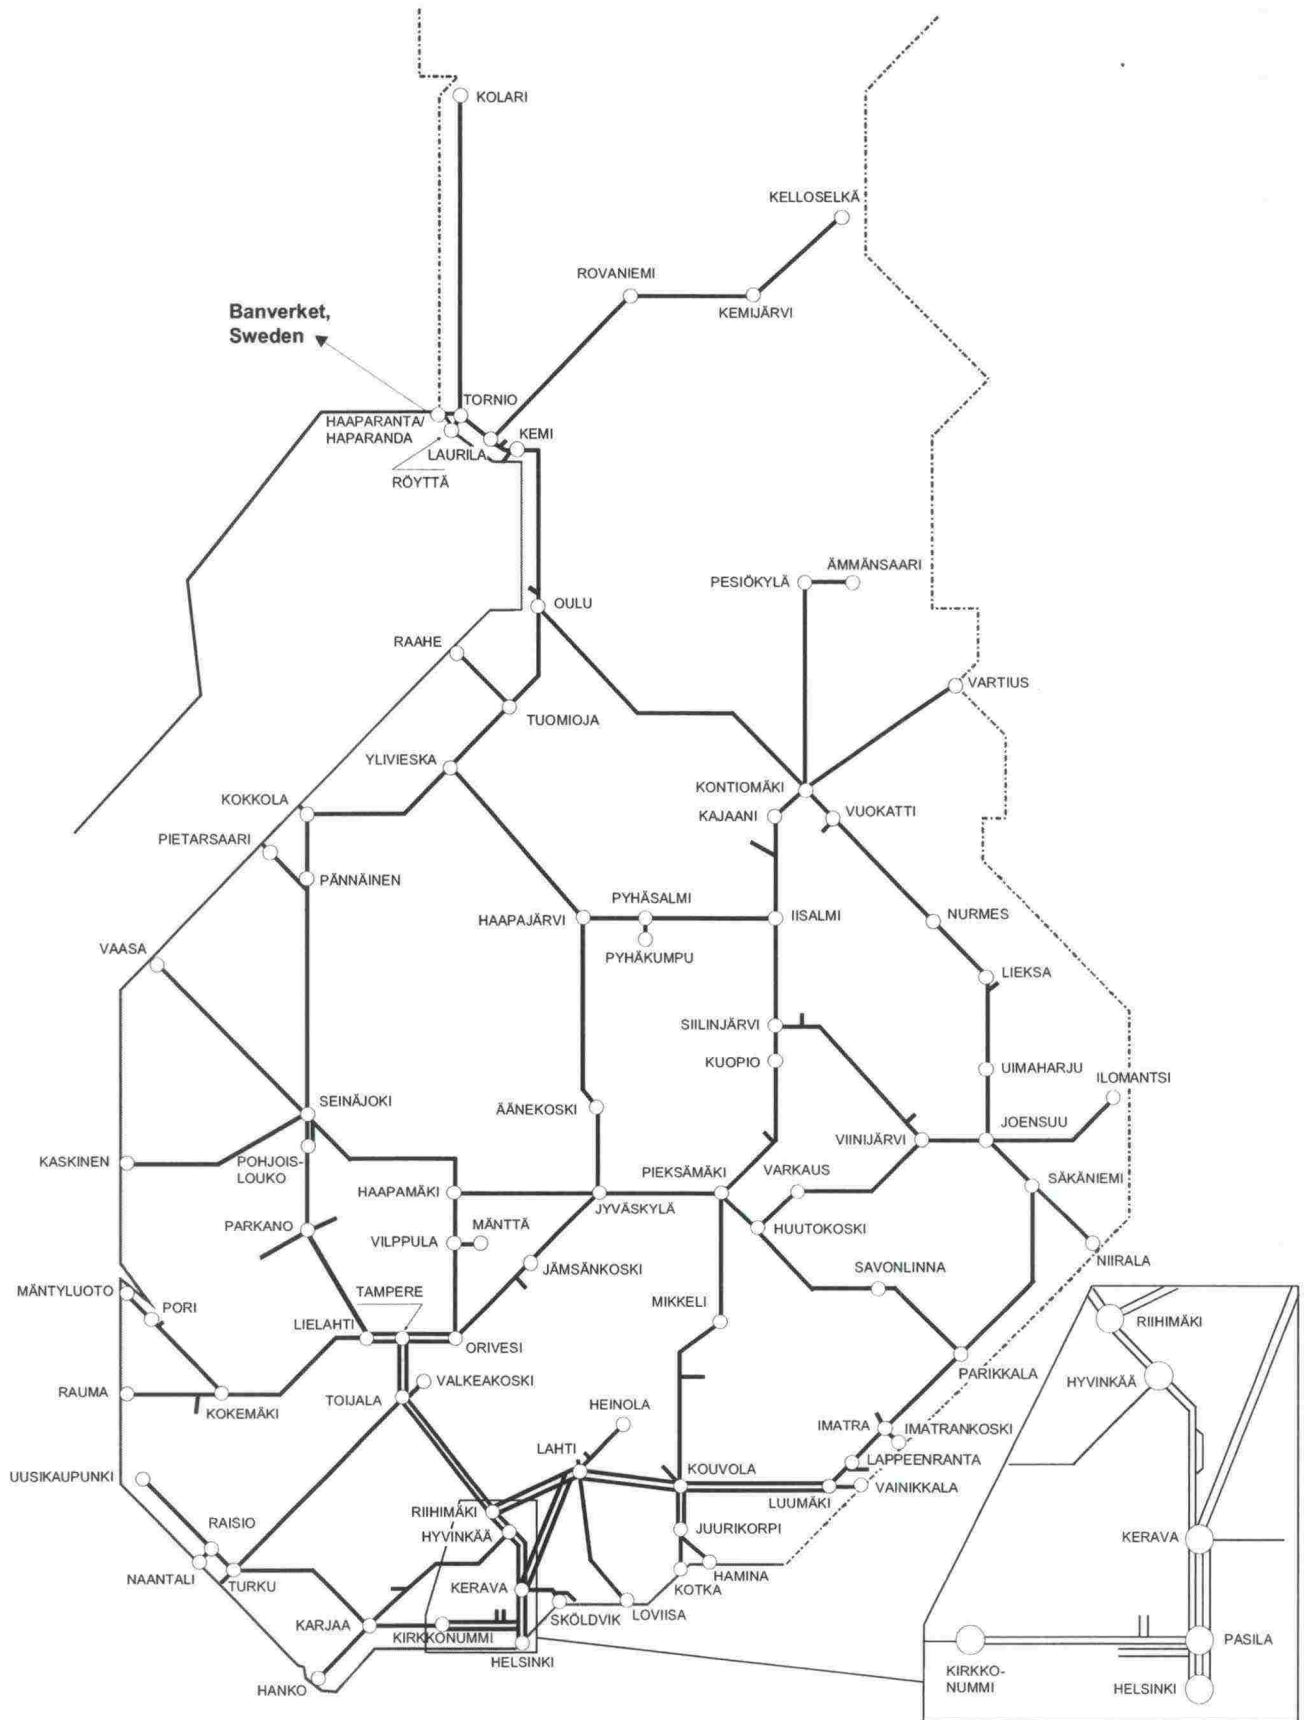 KOLARI
KELLOSELKÄ
ROVANIEMI
KEMIJÄRVI
Banverket,
Sweden
TORNIO
HAAPARANTA/
HAPARANDA
KEMI
LAURILA
RÖYTTÄ
ÄMMÄNSAARI
PESIÖKYLÄ
OULU
RAAHE
VARTIUS
TUOMIOJA
YLIVIESKA
KONTIOMÄKI
KOKKOLA
KAJAANI
VUOKATTI
PIETARSAARI
PÄNNÄINEN
PYHÄSALMI
HAAPAJÄRVI
IISALMI
NURMES
VAASA
PYHÄKUMPU
LIEKSA
SIILINJÄRVI
KUOPIO
UIMAHARJU
ILOMANTSI
SEINÄJOKI
ÄÄNEKOSKI
VIINIJÄRVI
JOENSUU
KASKINEN
POHJOIS-
LOUKO
PIEKSÄMÄKI
VARKAUS
SÄKÄNIEMI
HAAPAMÄKI
JYVÄSKYLÄ
PARKANO
MÄNTTÄ
HUUTOKOSKI
VILPPULA
NIIRALA
JÄMSÄNKOSKI
SAVONLINNA
MÄNTYLUOTO
TAMPERE
PORI
MIKKELI
RIIHIMÄKI
LIELAHTI
ORIVESI
PARIKKALA
VALKEAKOSKI
HYVINKÄÄ
RAUMA
KOKEMÄKI
TOIJALA
HEINOLA
IMATRA
IMATRANKOSKI
LAHTI
LAPPEENRANTA
UUSIKAUPUNKI
KOUVOLA
LUUMÄKI
VAINIKKALA
RIIHIMÄKI
RAISIO
HYVINKÄÄ
JUURIKORPI
KERAVA
NAANTALI
TURKU
HAMINA
KOTKA
KERAVA
SKÖLDVIK
LOVIISA
KARJAA
KIRKKONUMMI
PASILA
HELSINKI
KIRKKO-
NUMMI
HANKO
HELSINKI